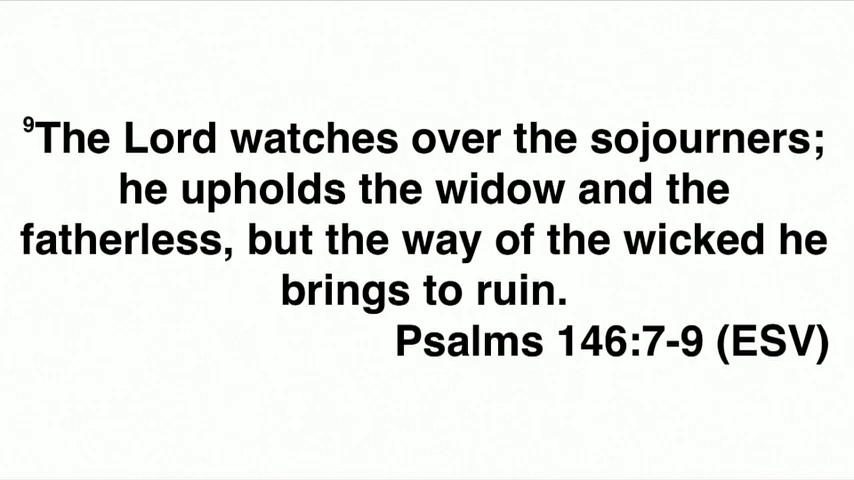 ⁹The Lord watches over the sojourners;
he upholds the widow and the
fatherless, but the way of the wicked he
brings to ruin.
Psalms 146:7-9 (ESV)